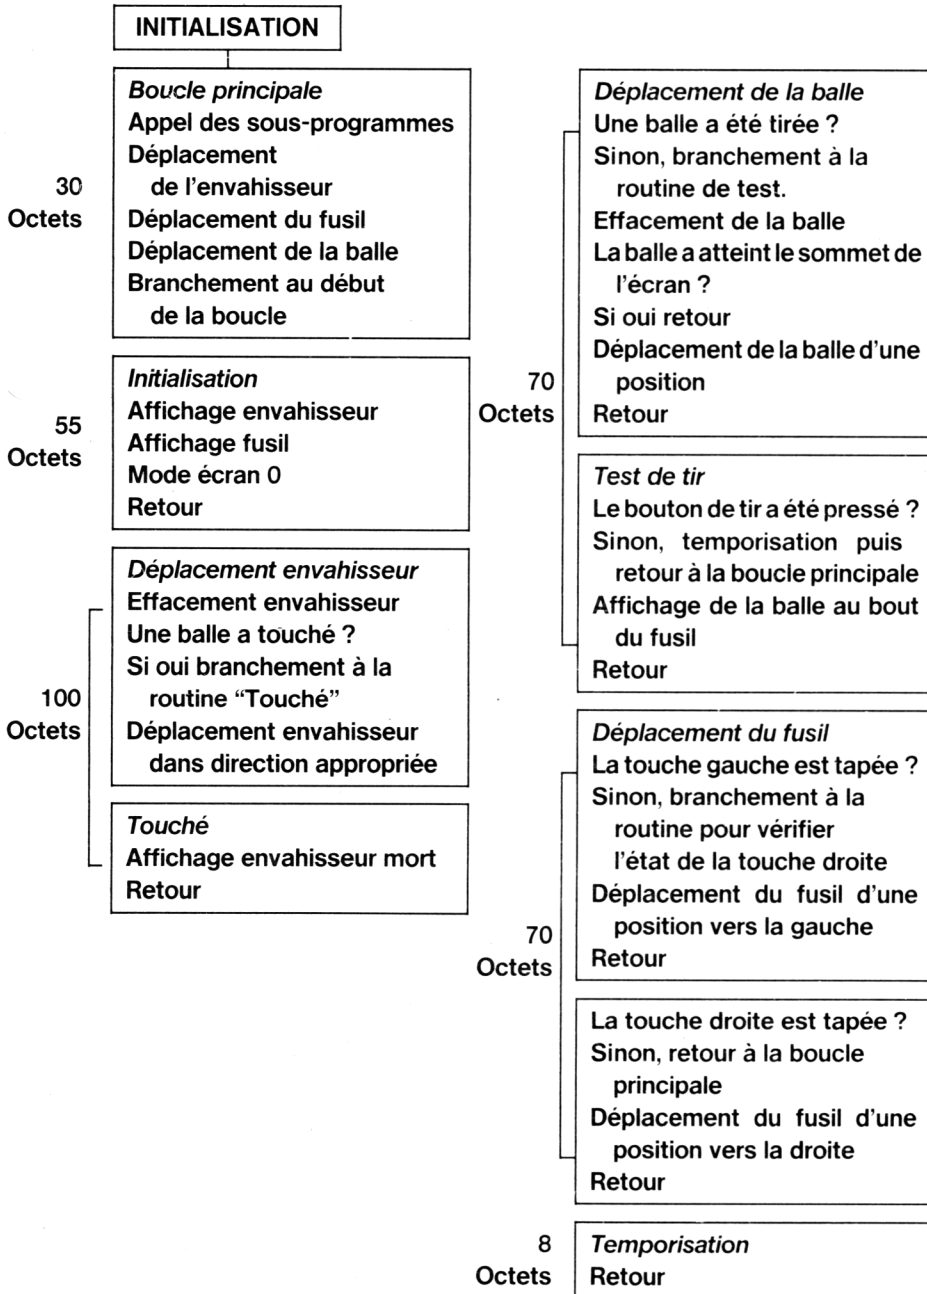 INITIALISATION
30
Octets
Boucle principale
Appel des sous-programmes
Déplacement
de l'envahisseur
Déplacement du fusil
Déplacement de la balle
Branchement au début
de la boucle
55
Octets
Initialisation
Affichage envahisseur
Affichage fusil
Mode écran 0
Retour
100
Octets
Déplacement envahisseur
Effacement envahisseur
Une balle a touché ?
Si oui branchement à la
routine “Touché”
Déplacement envahisseur
dans direction appropriée
Touché
Affichage envahisseur mort
Retour
70
Octets
Déplacement de la balle
Une balle a été tirée ?
Sinon, branchement à la
routine de test.
Effacement de la balle
La balle a atteint le sommet de
l'écran ?
Si oui retour
Déplacement de la balle d'une
position
Retour
Test de tir
Le bouton de tir a été pressé ?
Sinon, temporisation puis
retour à la boucle principale
Affichage de la balle au bout
du fusil
Retour
70
Octets
Déplacement du fusil
La touche gauche est tapée ?
Sinon, branchement à la
routine pour vérifier
l'état de la touche droite
Déplacement du fusil d'une
position vers la gauche
Retour
La touche droite est tapée ?
Sinon, retour à la boucle
principale
Déplacement du fusil d'une
position vers la droite
Retour
8
Octets
Temporisation
Retour